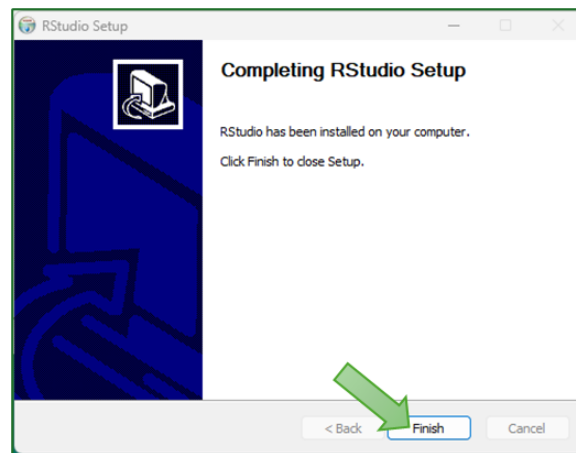 RStudio Setup
Completing RStudio Setup
RStudio has been installed on your computer.
Click Finish to close Setup.
< Back
Finish
Cancel